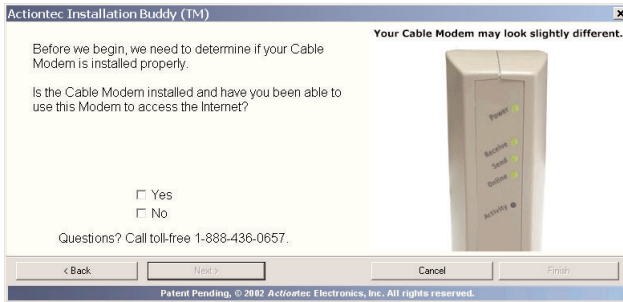 Actiontec Installation Buddy (TM)
Before we begin, we need to determine if your Cable
Modem is installed properly.
Is the Cable Modem installed and have you been able to
use this Modem to access the Internet?
Yes
No
Questions? Call toll-free 1-888-436-0657.
Your Cable Modem may look slightly different.
Power
Receive
Send
Online
Activity
< Back
Next >
Cancel
Finish
Patent Pending, © 2002 Actiontec Electronics, Inc. All rights reserved.